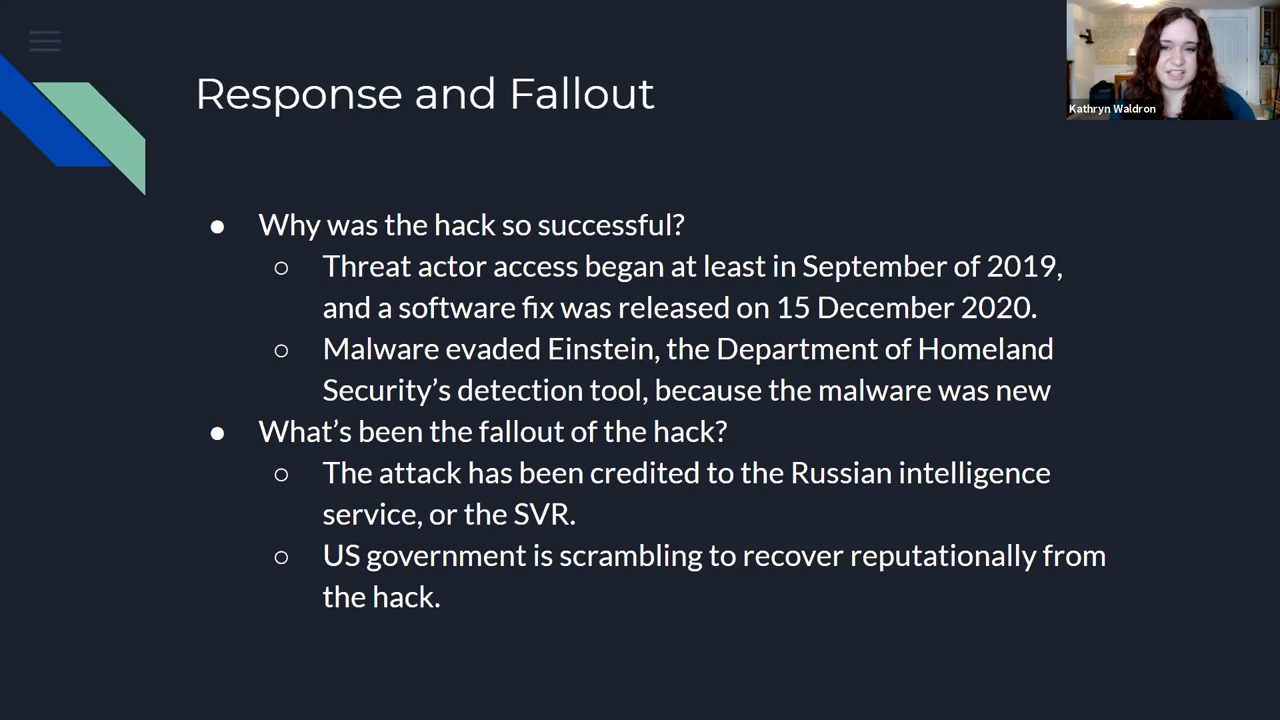 Response and Fallout
Kathryn Waldron
● Why was the hack so successful?
○ Threat actor access began at least in September of 2019,
and a software fix was released on 15 December 2020.
○ Malware evaded Einstein, the Department of Homeland
Security’s detection tool, because the malware was new
● What’s been the fallout of the hack?
○ The attack has been credited to the Russian intelligence
service, or the SVR.
○ US government is scrambling to recover reputationally from
the hack.